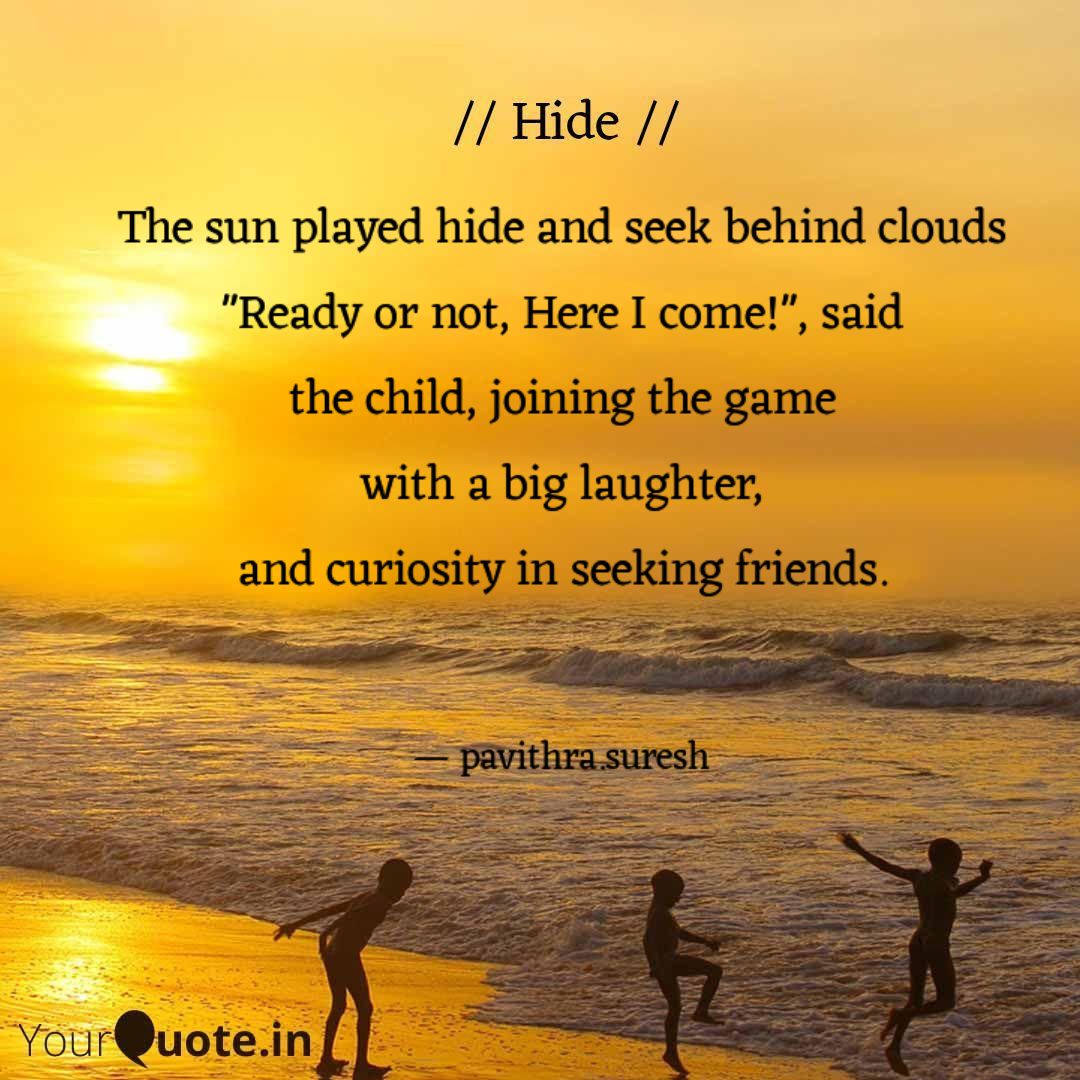 // Hide //
The sun played hide and seek behind clouds
"Ready or not, Here I come!", said
the child, joining the game
with a big laughter,
and curiosity in seeking friends.
— pavithra.suresh
YourQuote.in